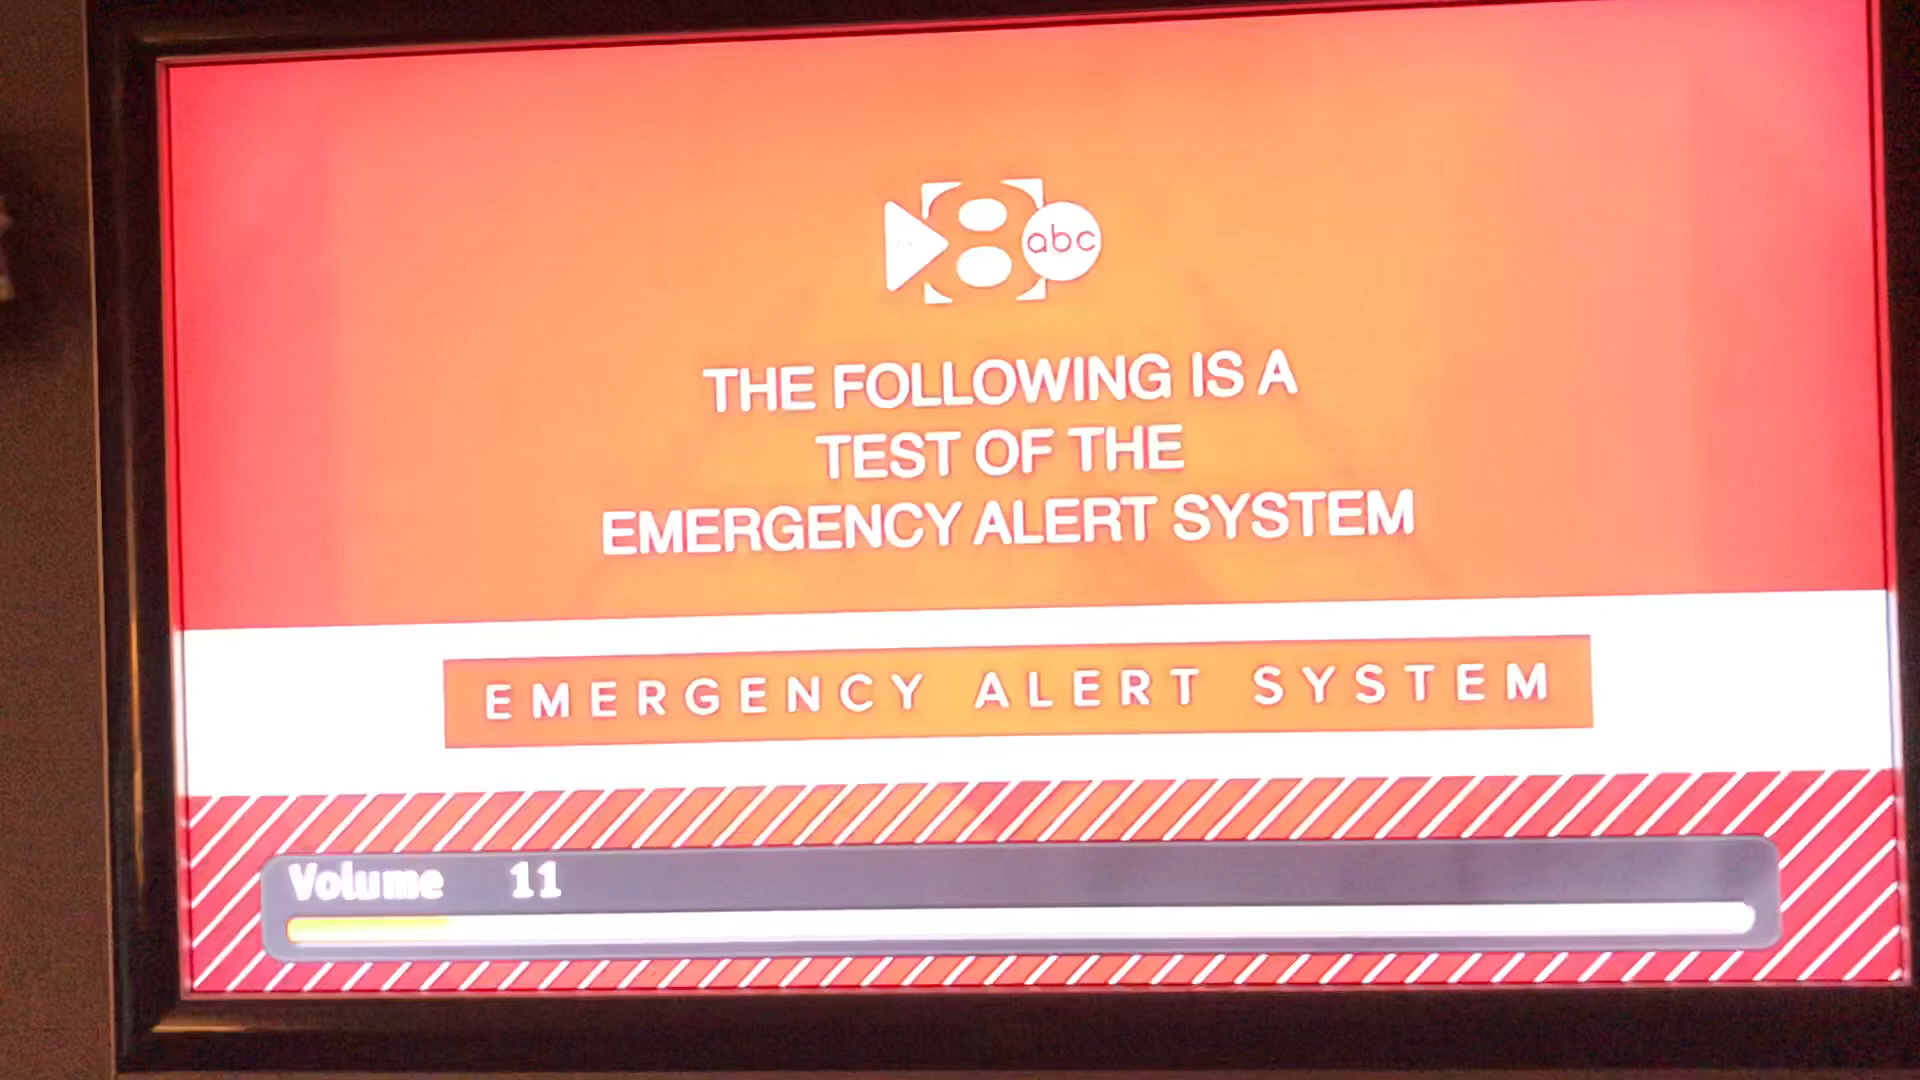 8 abc
THE FOLLOWING IS A
TEST OF THE
EMERGENCY ALERT SYSTEM
EMERGENCY ALERT SYSTEM
Volume 11